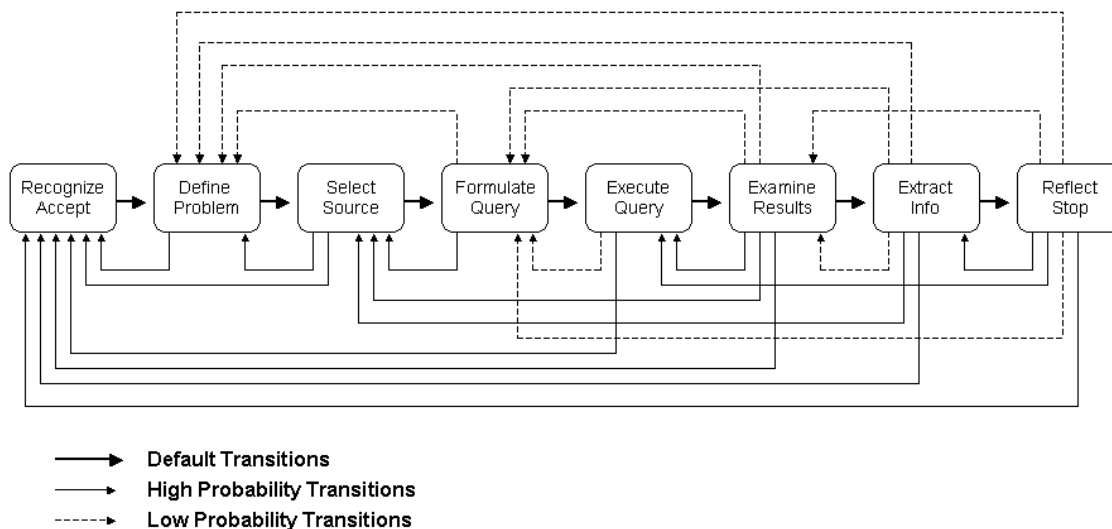 Recognize
Accept
Define
Problem
Select
Source
Formulate
Query
Execute
Query
Examine
Results
Extract
Info
Reflect
Stop
Default Transitions
High Probability Transitions
Low Probability Transitions